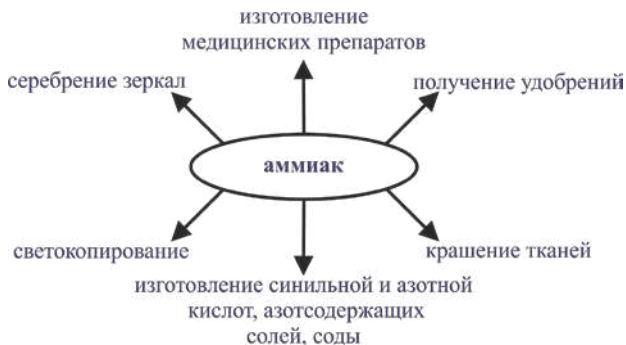 изготовление
медицинских препаратов
серебрение зеркал
получение удобрений
аммиак
светокопирование
крашение тканей
изготовление синильной и азотной
кислот, азотсодержащих
солей, соды